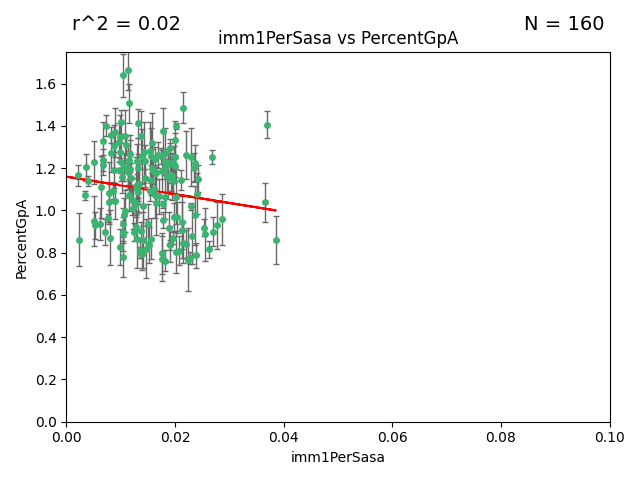 r^2 = 0.02
N = 160
imm1PerSasa vs PercentGpA
PercentGpA
1.6
1.4
1.2
1.0
0.8
0.6
0.4
0.2
0.0
0.00 0.02 0.04 0.06 0.08 0.10
imm1PerSasa